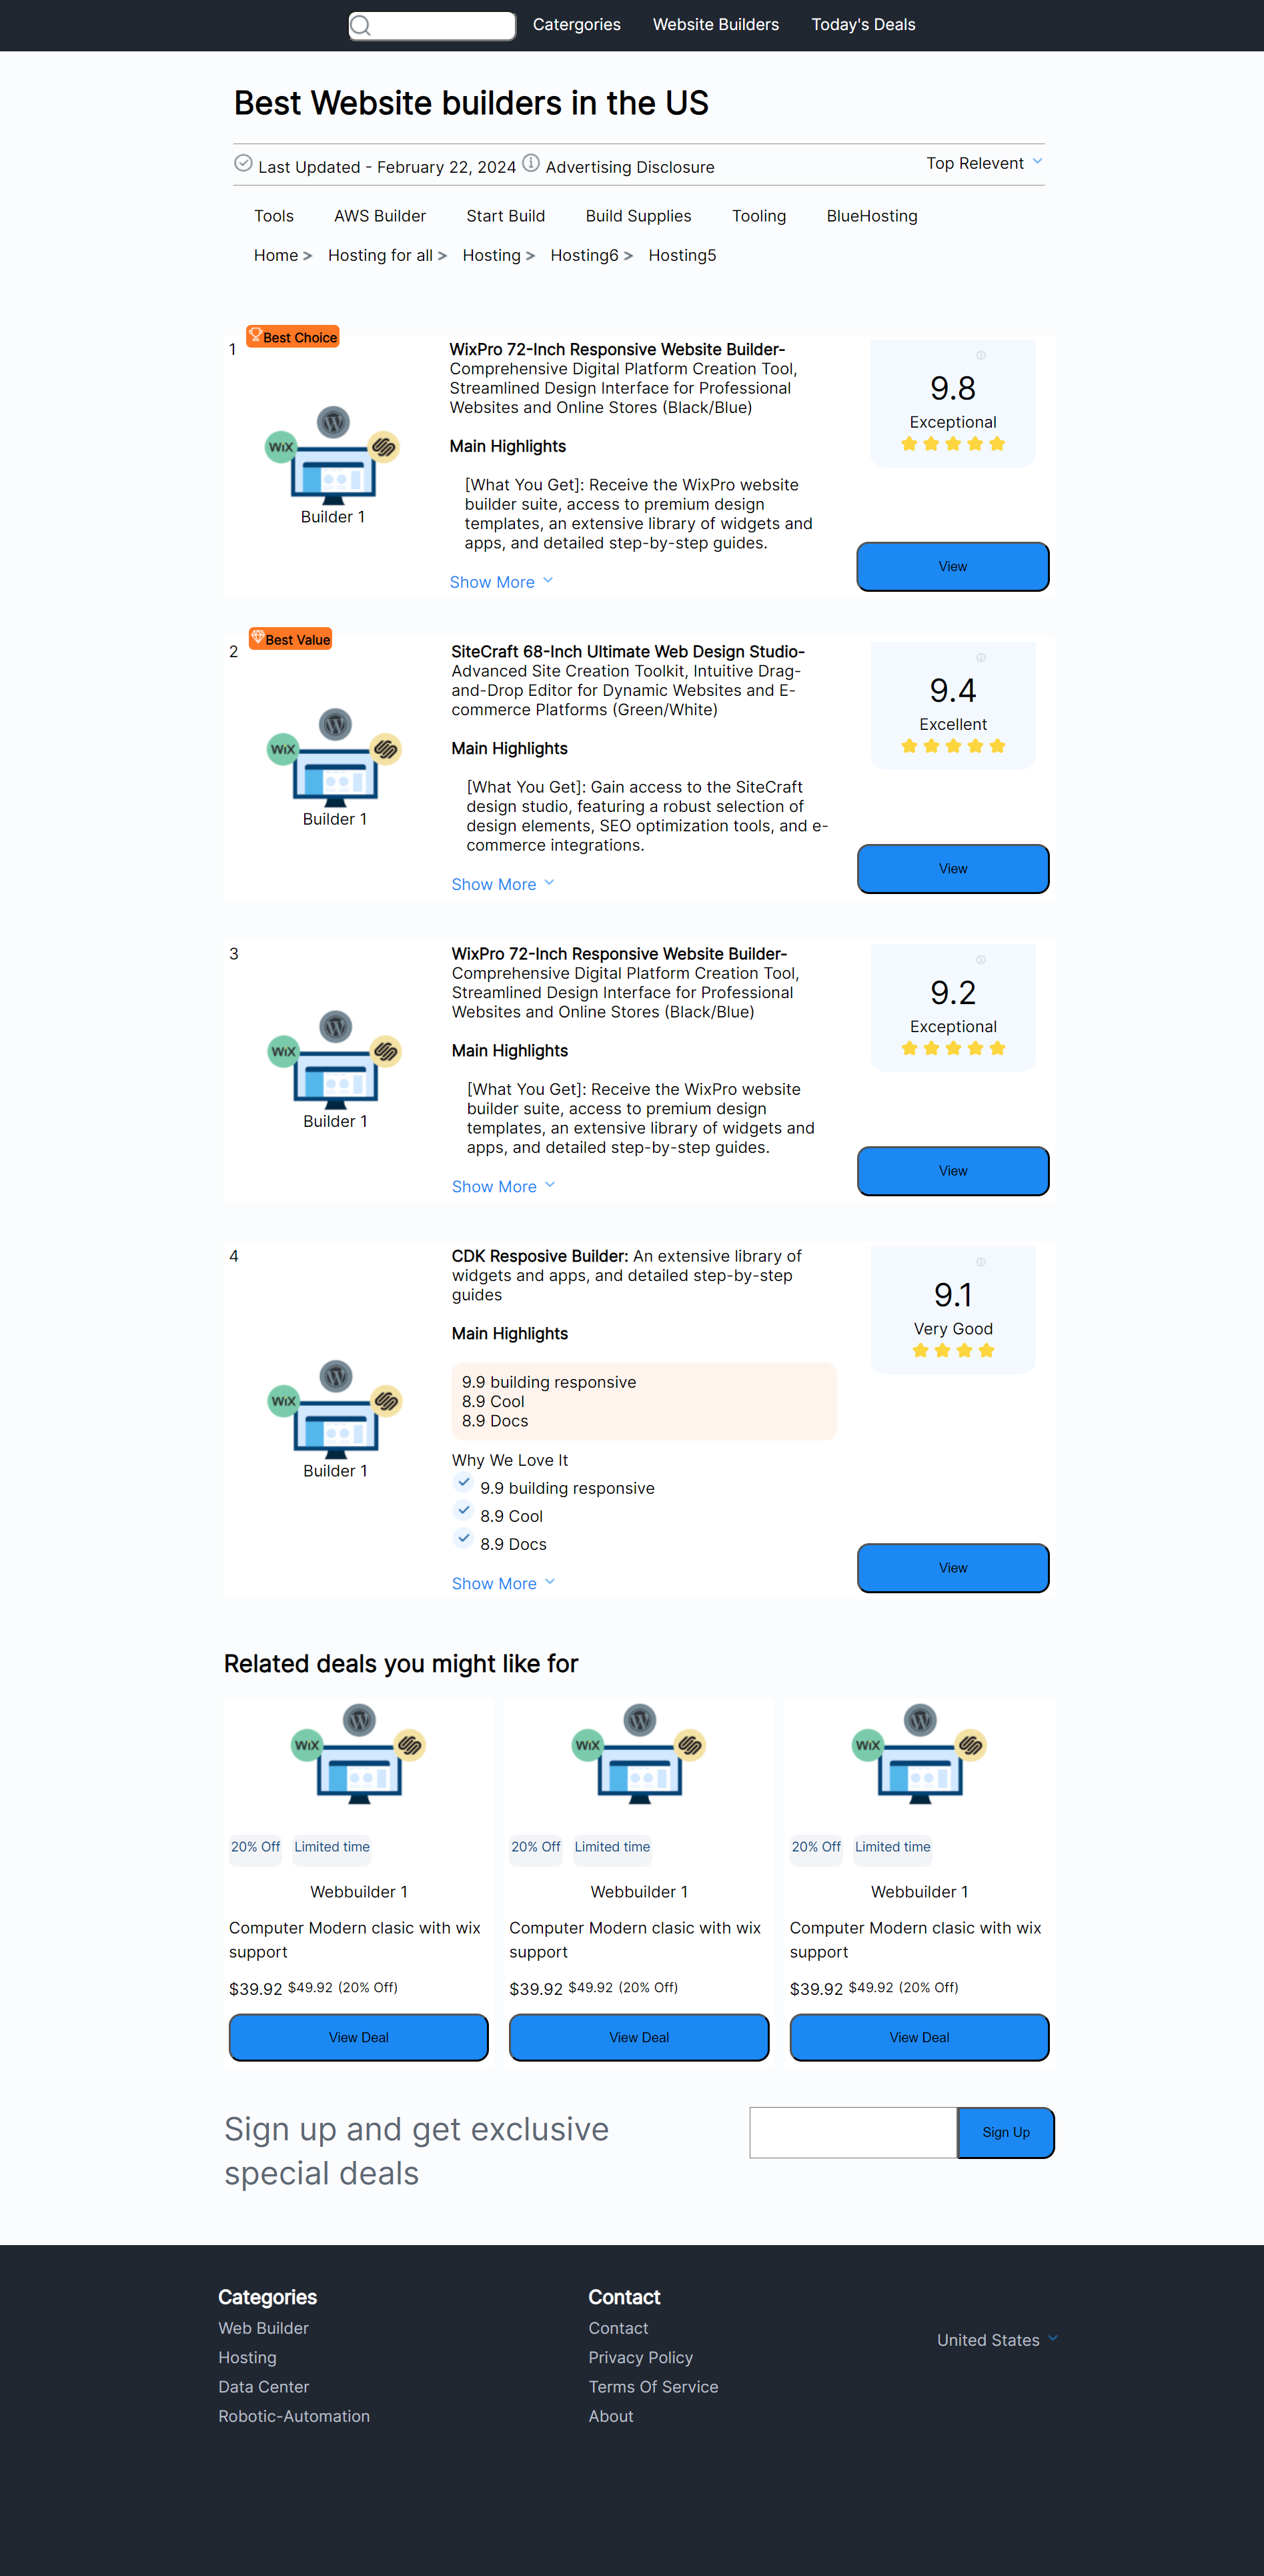 Catergories Website Builders Today's Deals
Best Website builders in the US
Last Updated - February 22, 2024 Advertising Disclosure Top Relevent
Tools AWS Builder Start Build Build Supplies Tooling BlueHosting
Home > Hosting for all > Hosting > Hosting6 > Hosting5
1
Best Choice
WIX
Builder 1
WixPro 72-Inch Responsive Website Builder-
Comprehensive Digital Platform Creation Tool,
Streamlined Design Interface for Professional
Websites and Online Stores (Black/Blue)
Main Highlights
[What You Get]: Receive the WixPro website
builder suite, access to premium design
templates, an extensive library of widgets and
apps, and detailed step-by-step guides.
Show More
9.8
Exceptional
View
2
Best Value
WIX
Builder 1
SiteCraft 68-Inch Ultimate Web Design Studio-
Advanced Site Creation Toolkit, Intuitive Drag-
and-Drop Editor for Dynamic Websites and E-
commerce Platforms (Green/White)
Main Highlights
[What You Get]: Gain access to the SiteCraft
design studio, featuring a robust selection of
design elements, SEO optimization tools, and e-
commerce integrations.
Show More
9.4
Excellent
View
3
WIX
Builder 1
WixPro 72-Inch Responsive Website Builder-
Comprehensive Digital Platform Creation Tool,
Streamlined Design Interface for Professional
Websites and Online Stores (Black/Blue)
Main Highlights
[What You Get]: Receive the WixPro website
builder suite, access to premium design
templates, an extensive library of widgets and
apps, and detailed step-by-step guides.
Show More
9.2
Exceptional
View
4
WIX
Builder 1
CDK Resposive Builder: An extensive library of
widgets and apps, and detailed step-by-step
guides
Main Highlights
9.9 building responsive
8.9 Cool
8.9 Docs
Why We Love It
9.9 building responsive
8.9 Cool
8.9 Docs
Show More
9.1
Very Good
View
Related deals you might like for
WIX
20% Off Limited time
Webbuilder 1
Computer Modern clasic with wix
support
$39.92 $49.92 (20% Off)
View Deal
WIX
20% Off Limited time
Webbuilder 1
Computer Modern clasic with wix
support
$39.92 $49.92 (20% Off)
View Deal
WIX
20% Off Limited time
Webbuilder 1
Computer Modern clasic with wix
support
$39.92 $49.92 (20% Off)
View Deal
Sign up and get exclusive
special deals
Sign Up
Categories
Web Builder
Hosting
Data Center
Robotic-Automation
Contact
Contact
Privacy Policy
Terms Of Service
About
United States